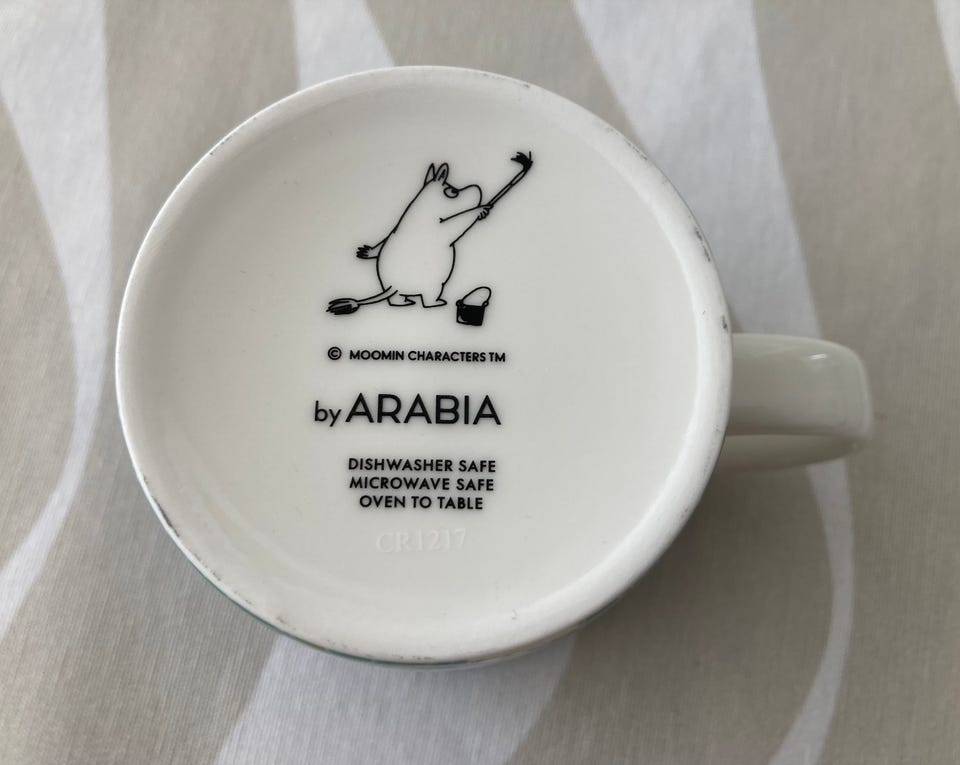 © MOOMIN CHARACTERS TM
by ARABIA
DISHWASHER SAFE
MICROWAVE SAFE
OVEN TO TABLE
CR1217